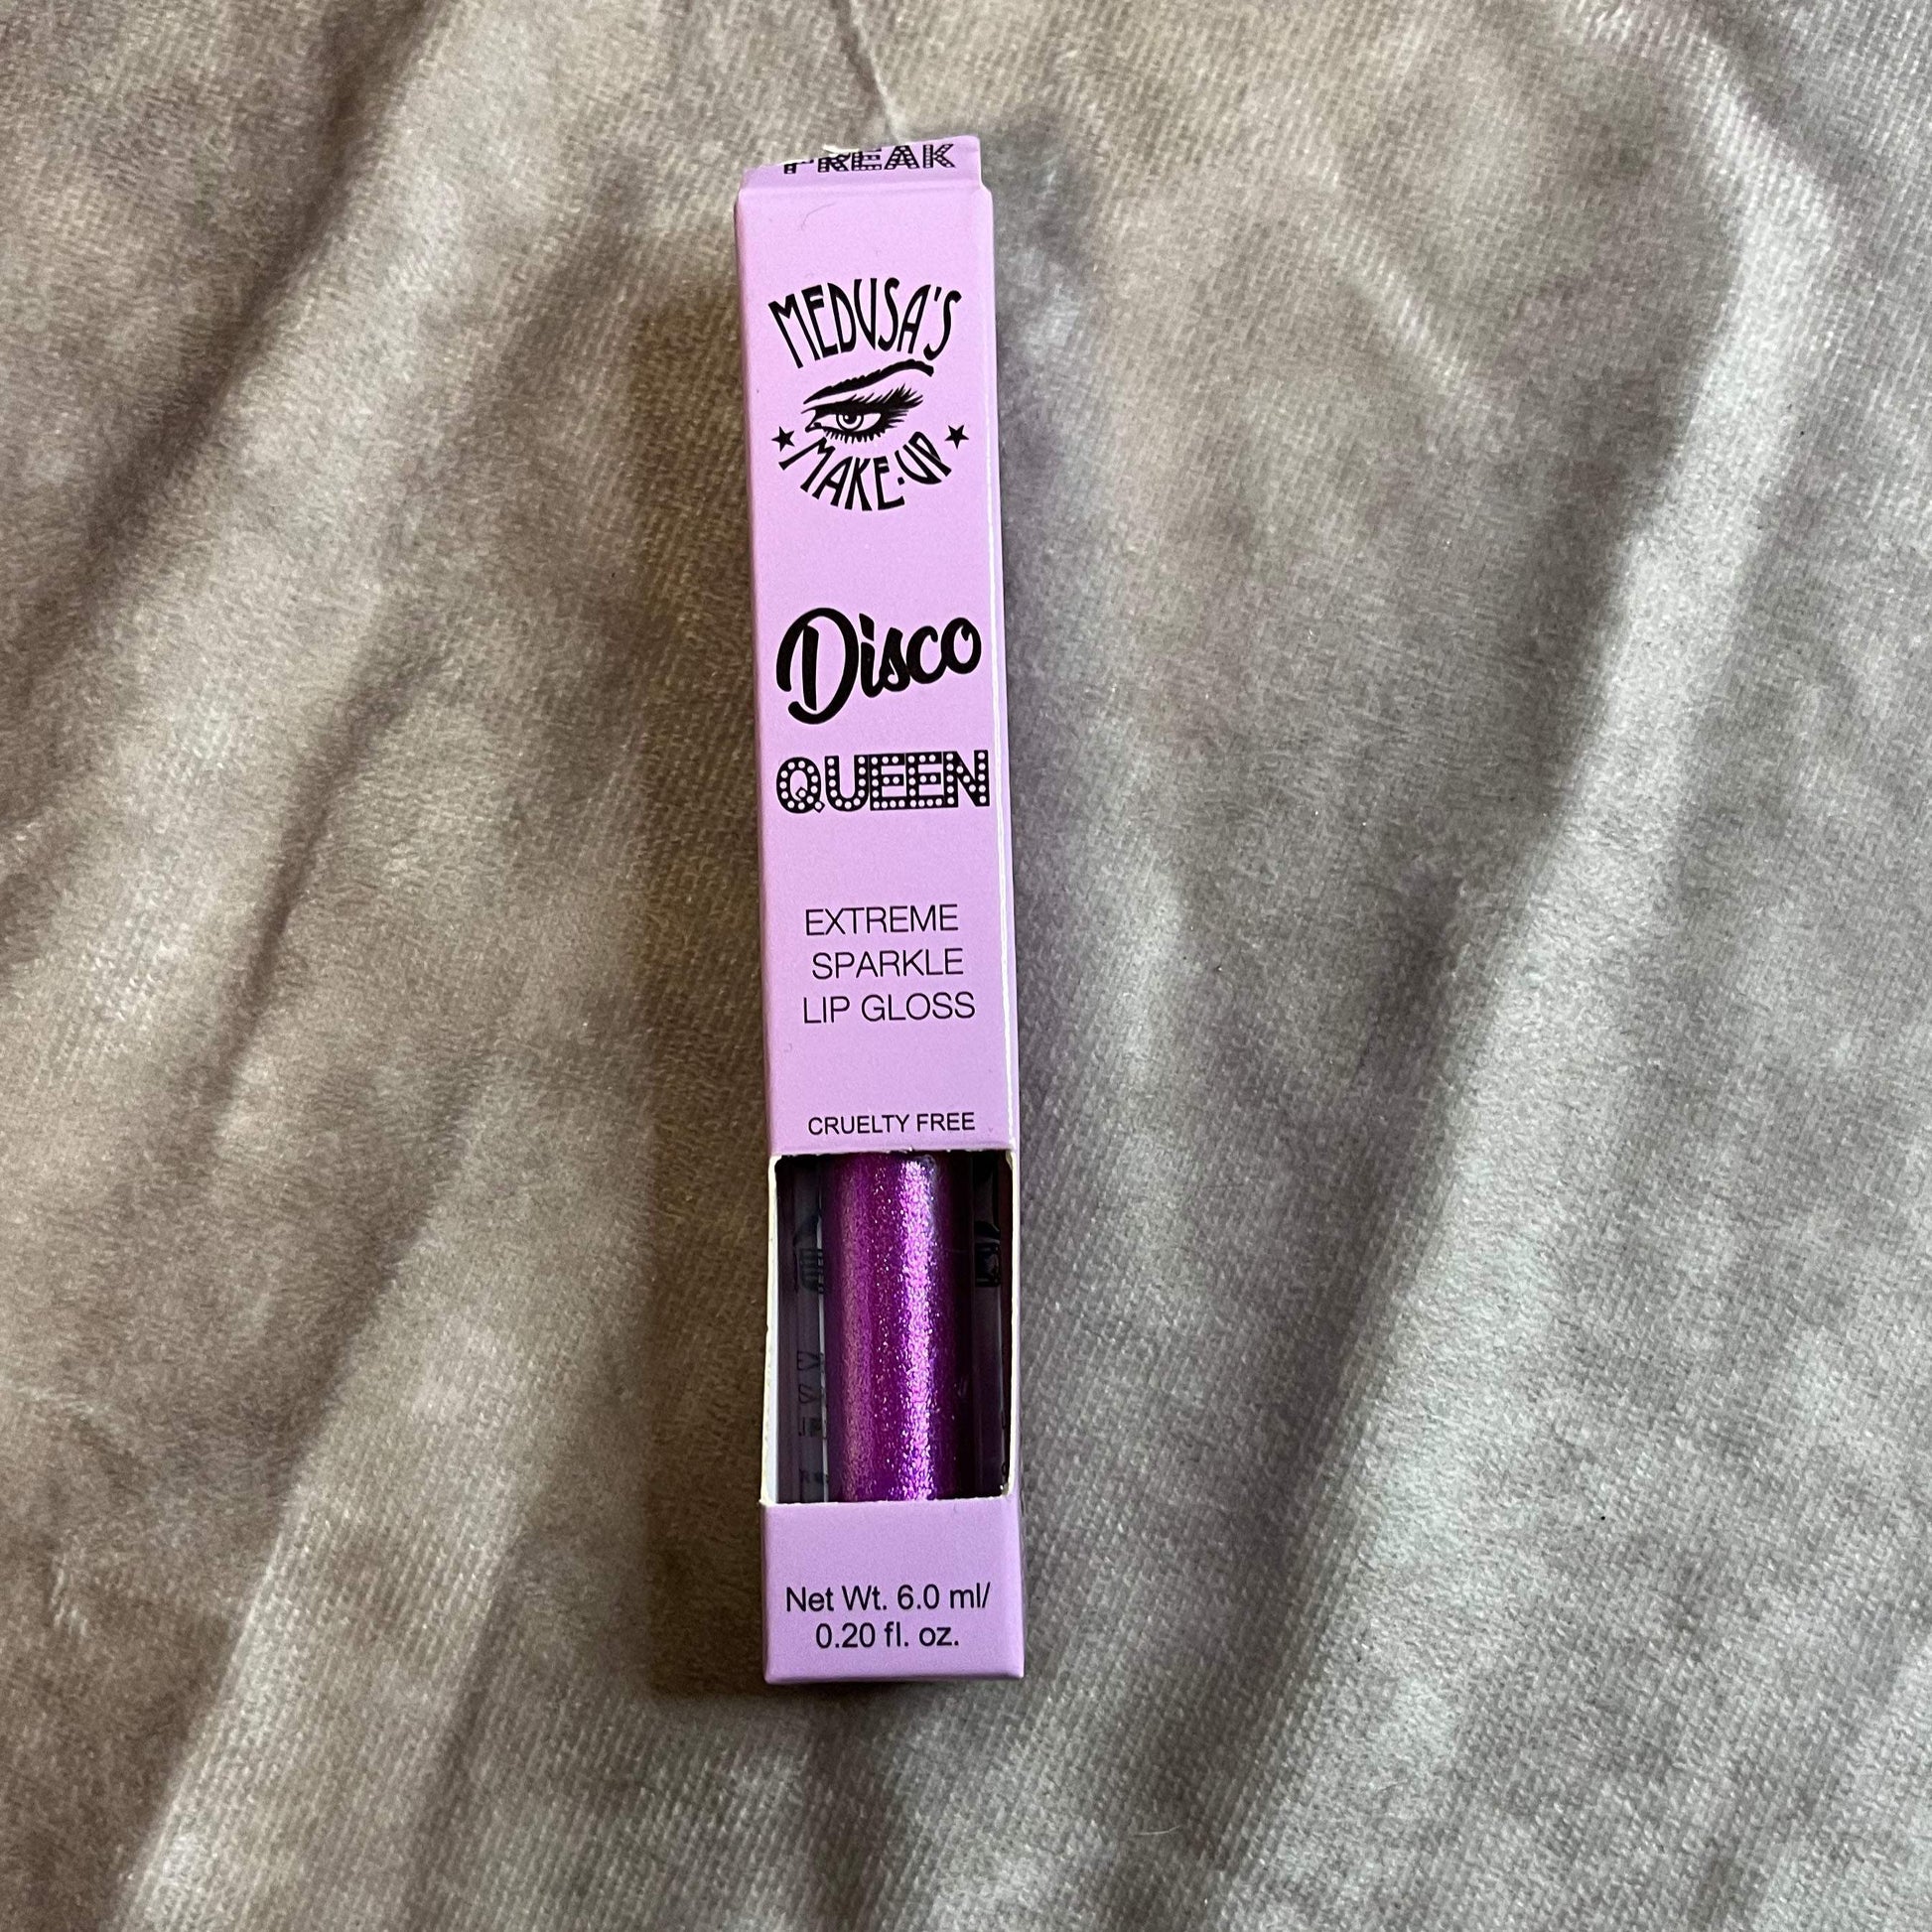 FREAK
MEDUSA'S
MAKE-UP
Disco
QUEEN
EXTREME
SPARKLE
LIP GLOSS
CRUELTY FREE
Net Wt. 6.0 ml/
0.20 fl. oz.